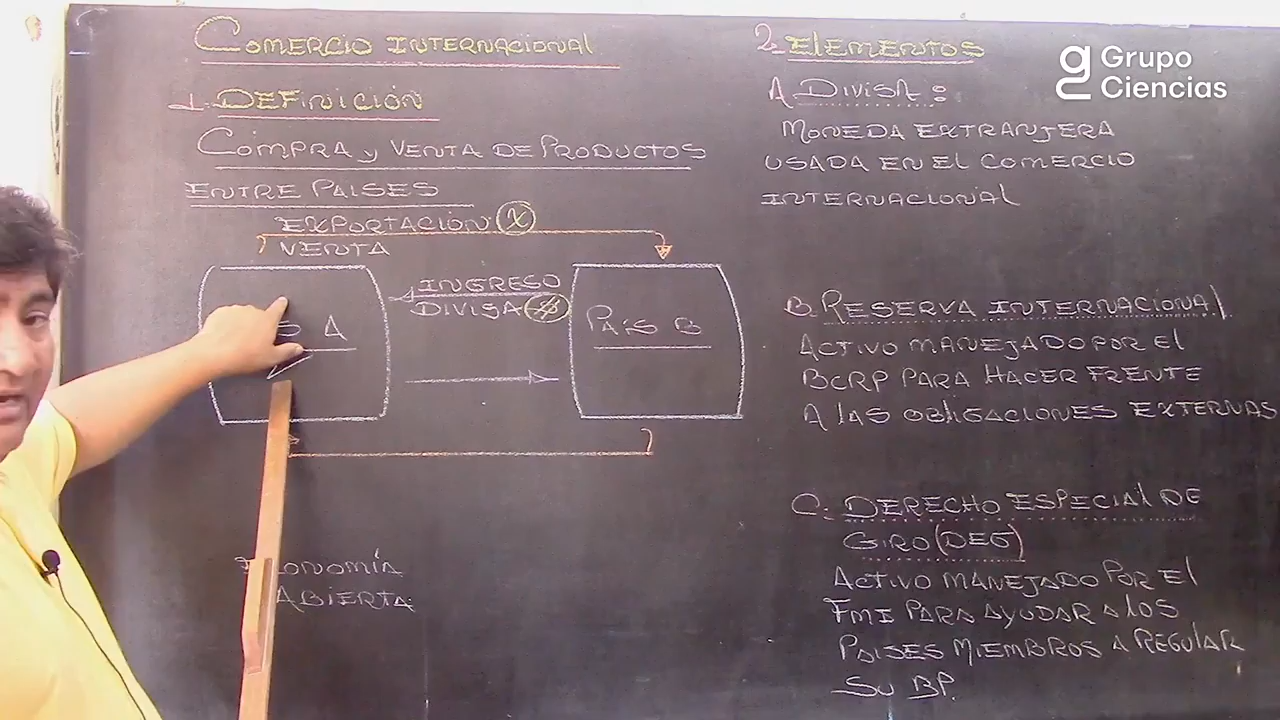 COMERCIO INTERNACIONAL
1. DEFINICIÓN
COMPRA y VENTA DE PRODUCTOS
ENTRE PAISES
EXPORTACIÓN (X)
VENTA
INGRESO
DIVISA ($)
S A
PAÍS B
ABIERTA
2. ELEMENTOS
A. DIVISA:
MONEDA EXTRANJERA
USADA EN EL COMERCIO
INTERNACIONAL
B. RESERVA INTERNACIONAL
ACTIVO MANEJADO POR El
BCRP PARA HACER FRENTE
A lAS OBlIGACIONES EXTERNAS
C. DERECHO ESPECIAl DE
GIRO (DEG)
ACTIVO MANEJADO POR El
FMI PARA AYUDAR A lOS
PAISES MIEMBROS A REGULAR
SU BP.
Grupo
Ciencias